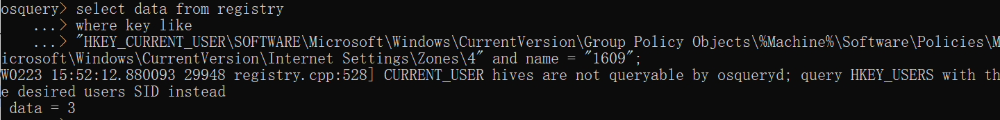 osquery> select data from registry
...> where key like
...> "HKEY_CURRENT_USER\SOFTWARE\Microsoft\Windows\CurrentVersion\Group Policy Objects\%Machine%\Software\Policies\M
icrosoft\Windows\CurrentVersion\Internet Settings\Zones\4" and name = "1609";
W0223 15:52:12.880093 29948 registry.cpp:528] CURRENT_USER hives are not queryable by osqueryd; query HKEY_USERS with th
e desired users SID instead
data = 3